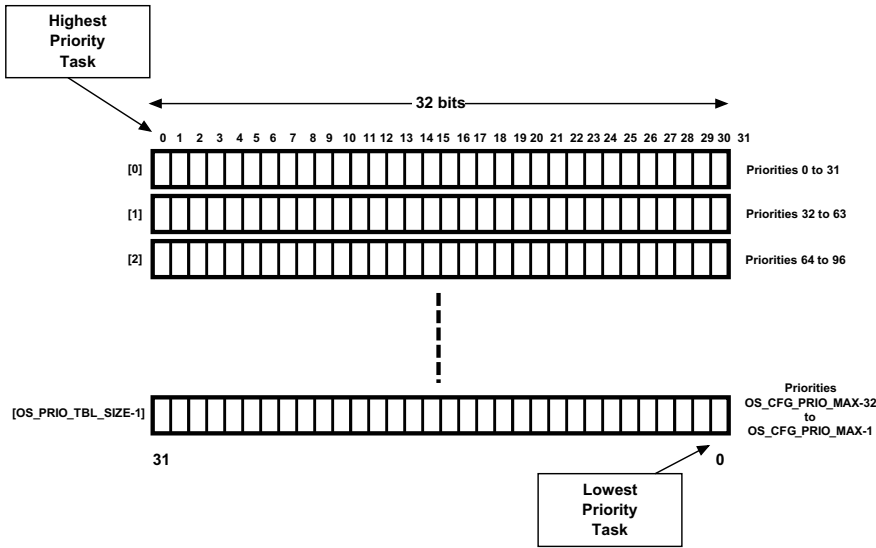 Highest
Priority
Task
32 bits
0 1 2 3 4 5 6 7 8 9 10 11 12 13 14 15 16 17 18 19 20 21 22 23 24 25 26 27 28 29 30 31
[0] Priorities 0 to 31
[1] Priorities 32 to 63
[2] Priorities 64 to 96
[OS_PRIO_TBL_SIZE-1]
Priorities
OS_CFG_PRIO_MAX-32
to
OS_CFG_PRIO_MAX-1
31 0
Lowest
Priority
Task